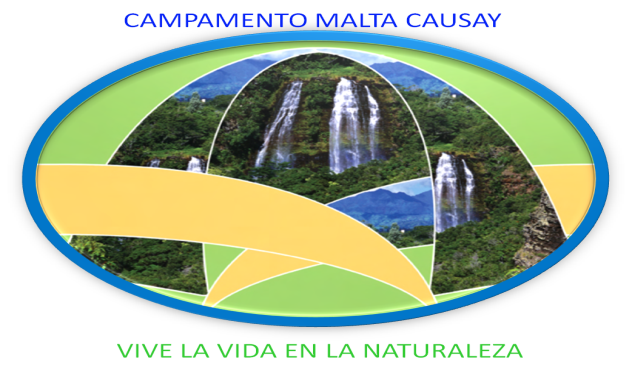 CAMPAMENTO MALTA CAUSAY
VIVE LA VIDA EN LA NATURALEZA